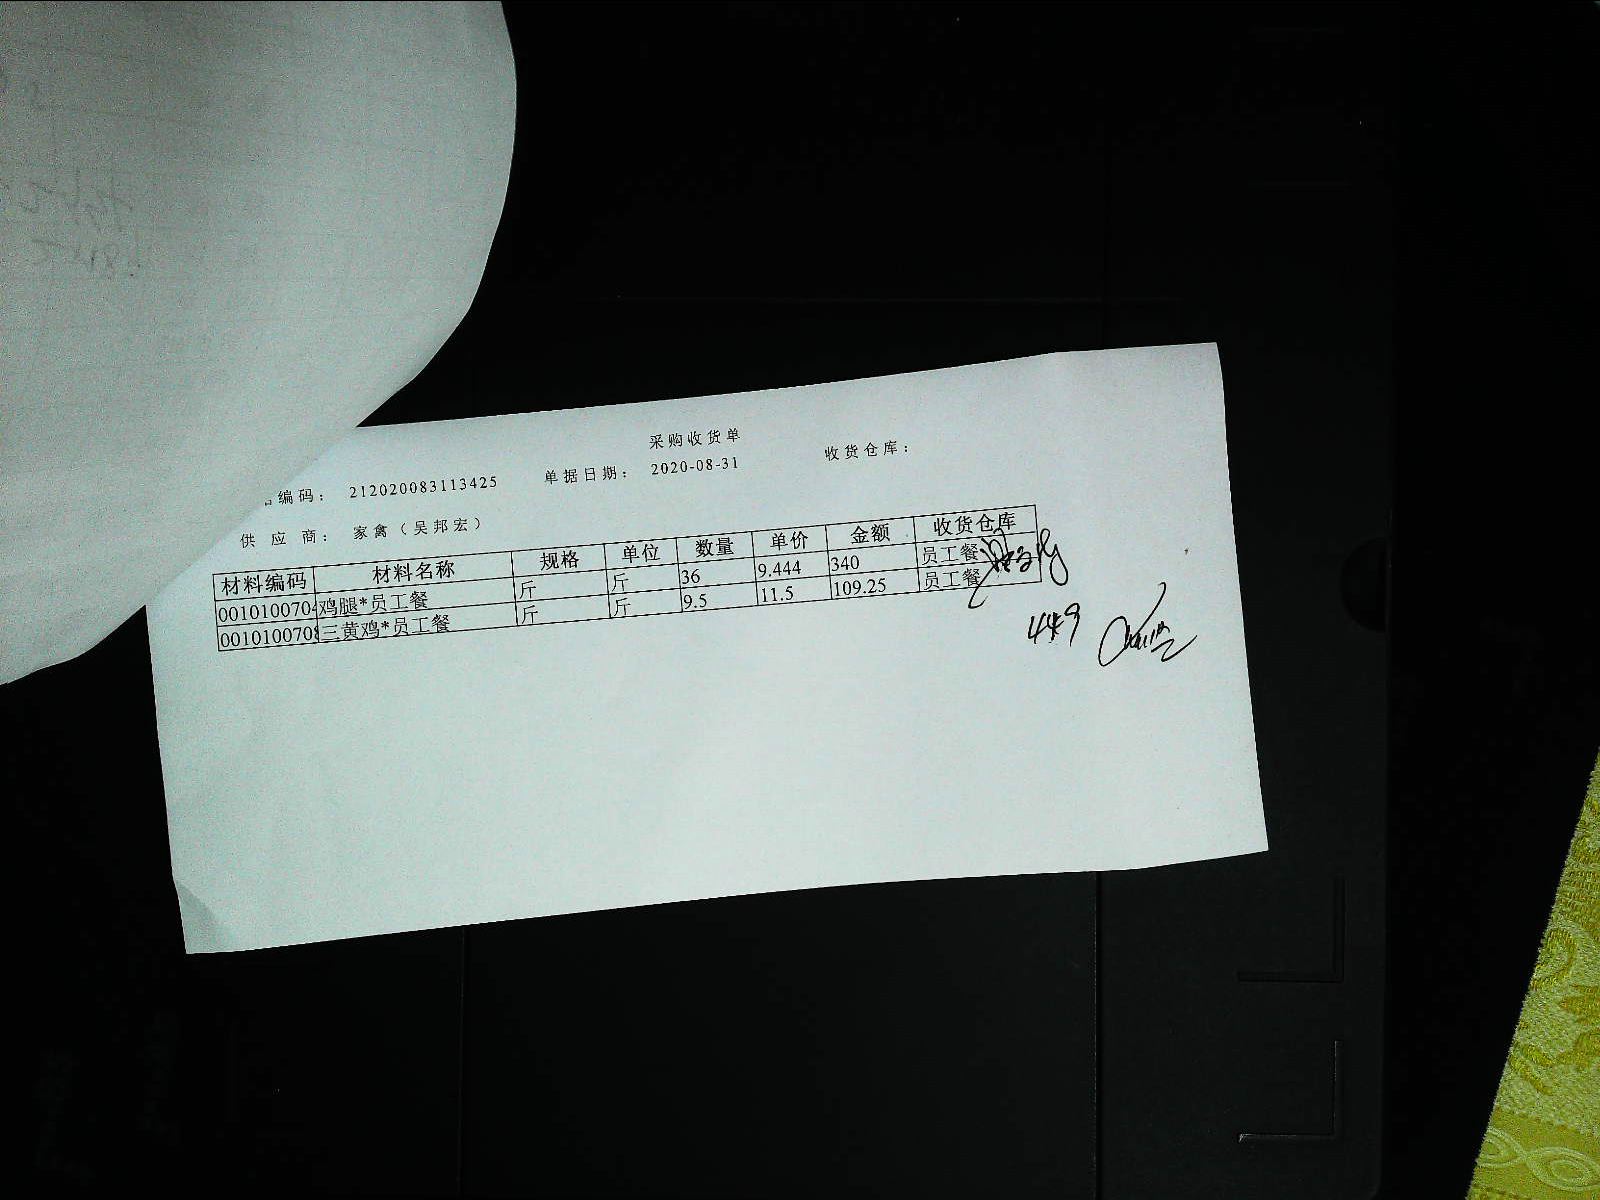 采购收货单
编码： 212020083113425 单据日期： 2020-08-31 收货仓库：
供应商： 家禽（吴邦宏）
材料编码 材料名称 规格 单位 数量 单价 金额 收货仓库
0010100704 鸡腿*员工餐 斤 斤 36 9.444 340 员工餐
0010100708 三黄鸡*员工餐 斤 斤 9.5 11.5 109.25 员工餐
449